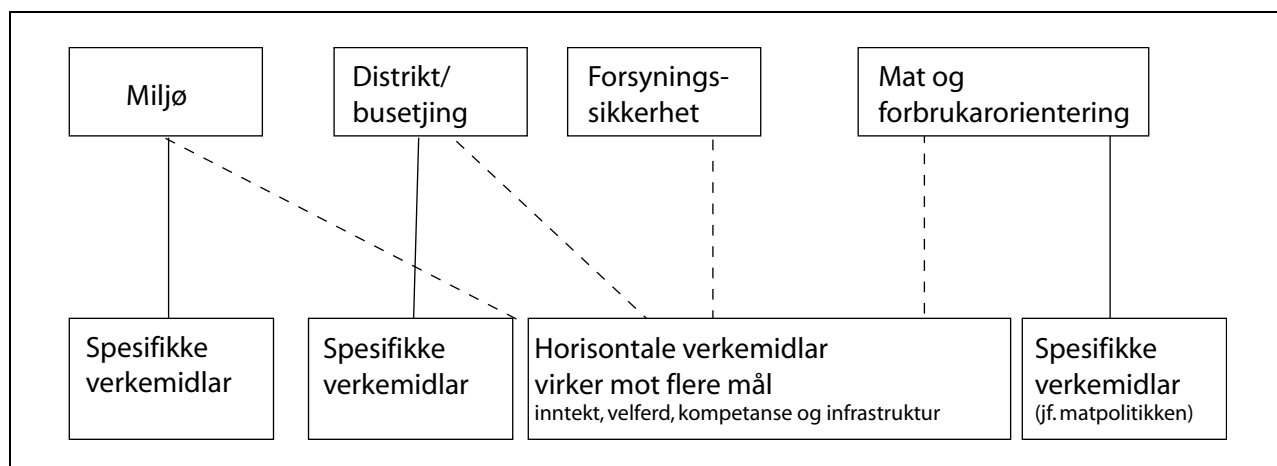 Miljø
Distrikt/
busetjing
Forsynings-
sikkerhet
Mat og
forbrukarorientering
Spesifikke
verkemidlar
Spesifikke
verkemidlar
Horisontale verkemidlar
virker mot flere mål
inntekt, velferd, kompetanse og infrastruktur
Spesifikke
verkemidlar
(jf. matpolitikken)